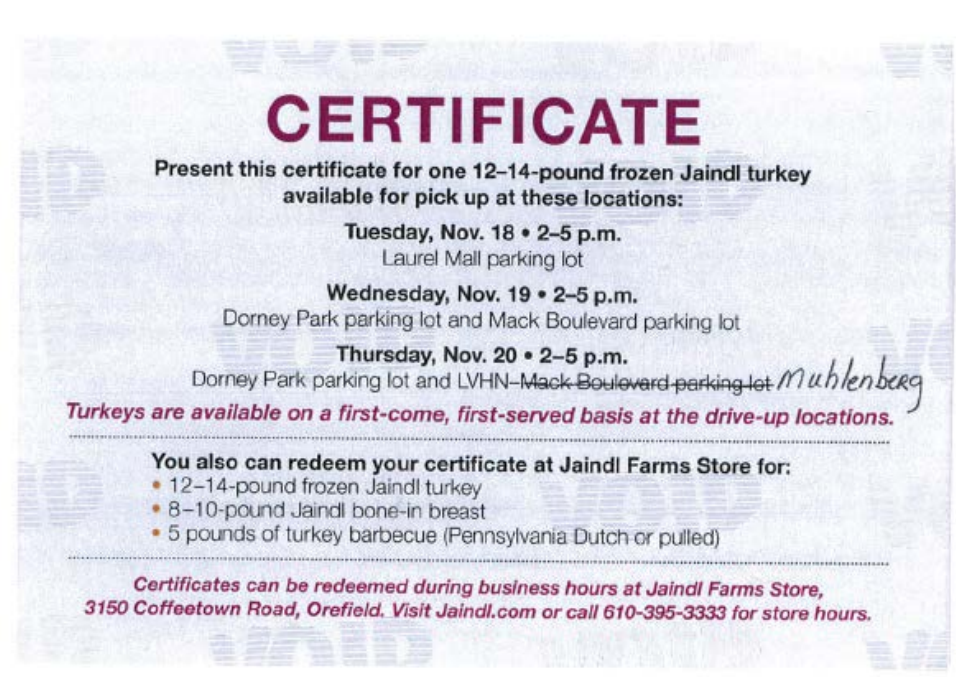 CERTIFICATE
Present this certificate for one 12–14-pound frozen Jaindl turkey
available for pick up at these locations:
Tuesday, Nov. 18 • 2–5 p.m.
Laurel Mall parking lot
Wednesday, Nov. 19 • 2–5 p.m.
Dorney Park parking lot and Mack Boulevard parking lot
Thursday, Nov. 20 • 2–5 p.m.
Dorney Park parking lot and LVHN–Mack Boulevard parking lot Muhlenberg
Turkeys are available on a first-come, first-served basis at the drive-up locations.
You also can redeem your certificate at Jaindl Farms Store for:
• 12–14-pound frozen Jaindl turkey
• 8–10-pound Jaindl bone-in breast
• 5 pounds of turkey barbecue (Pennsylvania Dutch or pulled)
Certificates can be redeemed during business hours at Jaindl Farms Store,
3150 Coffeetown Road, Orefield. Visit Jaindl.com or call 610-395-3333 for store hours.
VOID